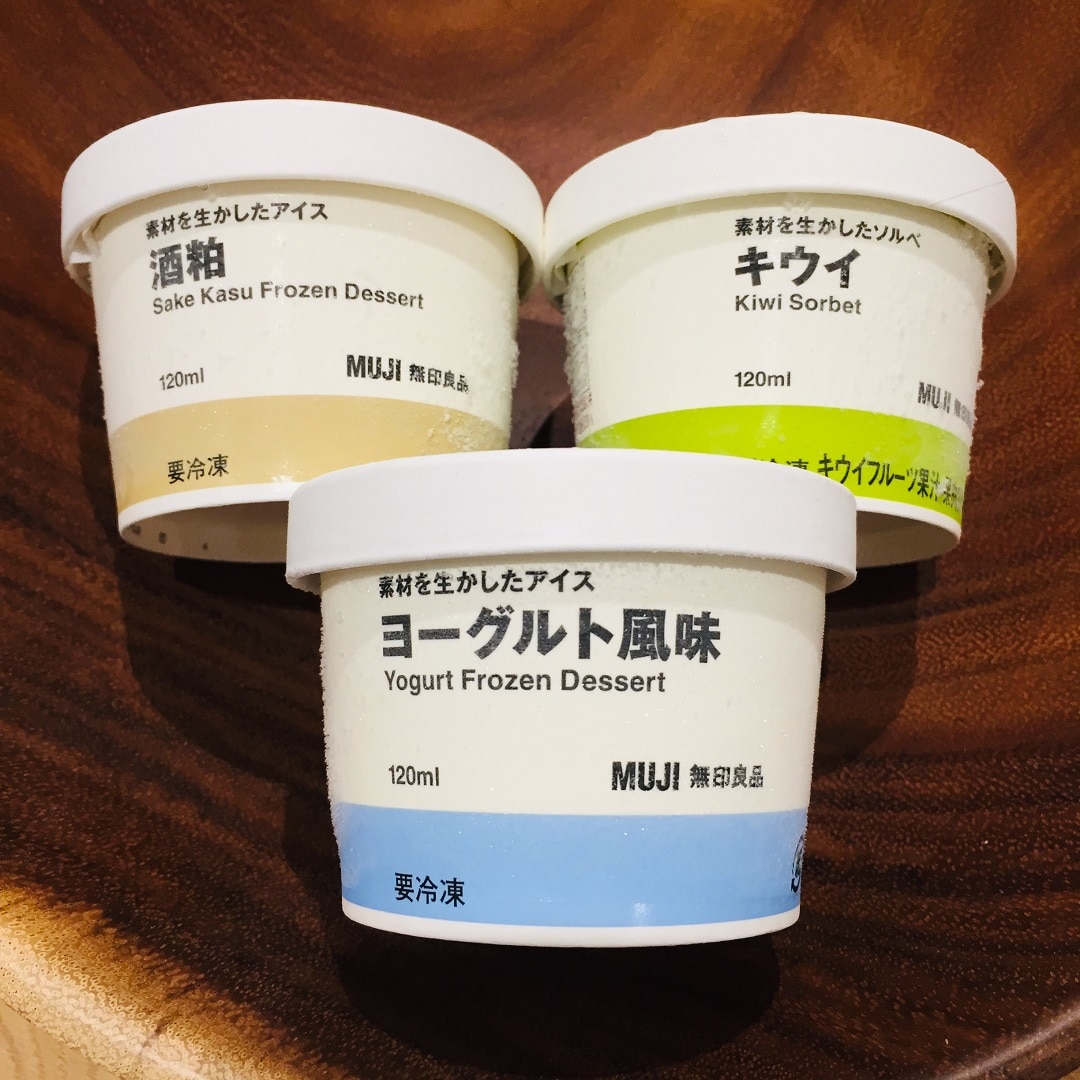 素材を生かしたアイス
酒粕
Sake Kasu Frozen Dessert
120ml
MUJI 無印良品
要冷凍
素材を生かしたソルベ
キウイ
Kiwi Sorbet
120ml
MUJI 無印
キウイフルーツ果汁
素材を生かしたアイス
ヨーグルト風味
Yogurt Frozen Dessert
120ml
MUJI 無印良品
要冷凍